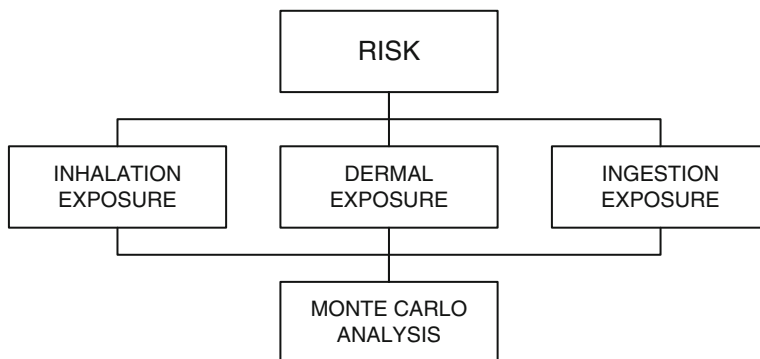 RISK
INHALATION
EXPOSURE
DERMAL
EXPOSURE
INGESTION
EXPOSURE
MONTE CARLO
ANALYSIS